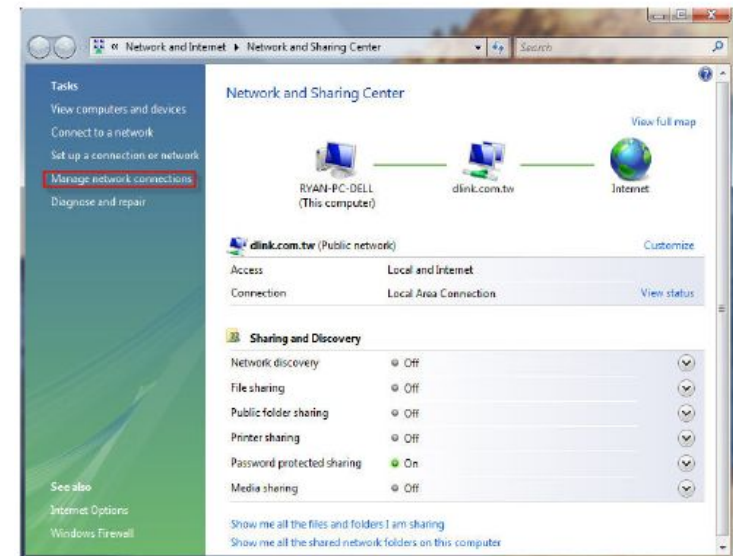 « Network and Internet ▸ Network and Sharing Center
Search
Tasks
View computers and devices
Connect to a network
Set up a connection or network
Manage network connections
Diagnose and repair
See also
Internet Options
Windows Firewall
Network and Sharing Center
View full map
RYAN-PC-DELL
(This computer)
dlink.com.tw
Internet
dlink.com.tw (Public network)
Customize
Access Local and Internet
Connection Local Area Connection View status
Sharing and Discovery
Network discovery Off
File sharing Off
Public folder sharing Off
Printer sharing Off
Password protected sharing On
Media sharing Off
Show me all the files and folders I am sharing
Show me all the shared network folders on this computer